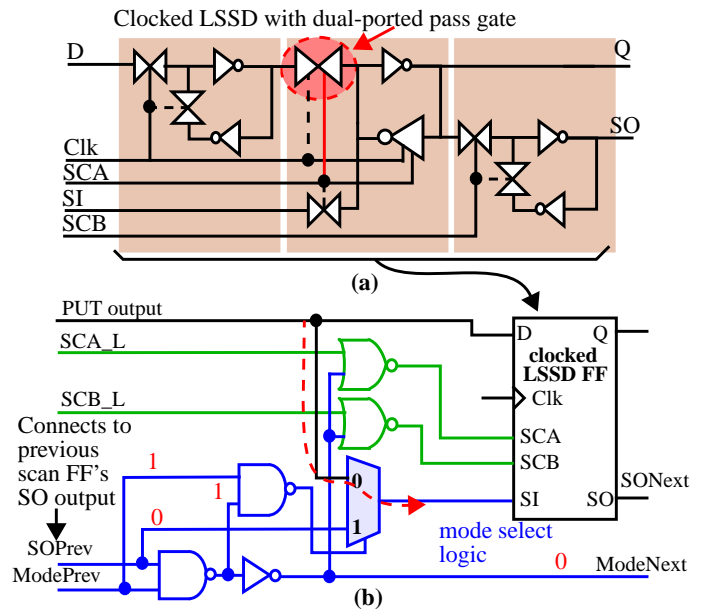 Clocked LSSD with dual-ported pass gate
D
Q
Clk
SCA
SI
SCB
SO
(a)
PUT output
SCA_L
SCB_L
D
Q
clocked
LSSD FF
Clk
SCA
SCB
SI
SO
SONext
Connects to
previous
scan FF's
SO output
1
1
0
0
1
mode select
logic
SOPrev
ModePrev
0
ModeNext
(b)